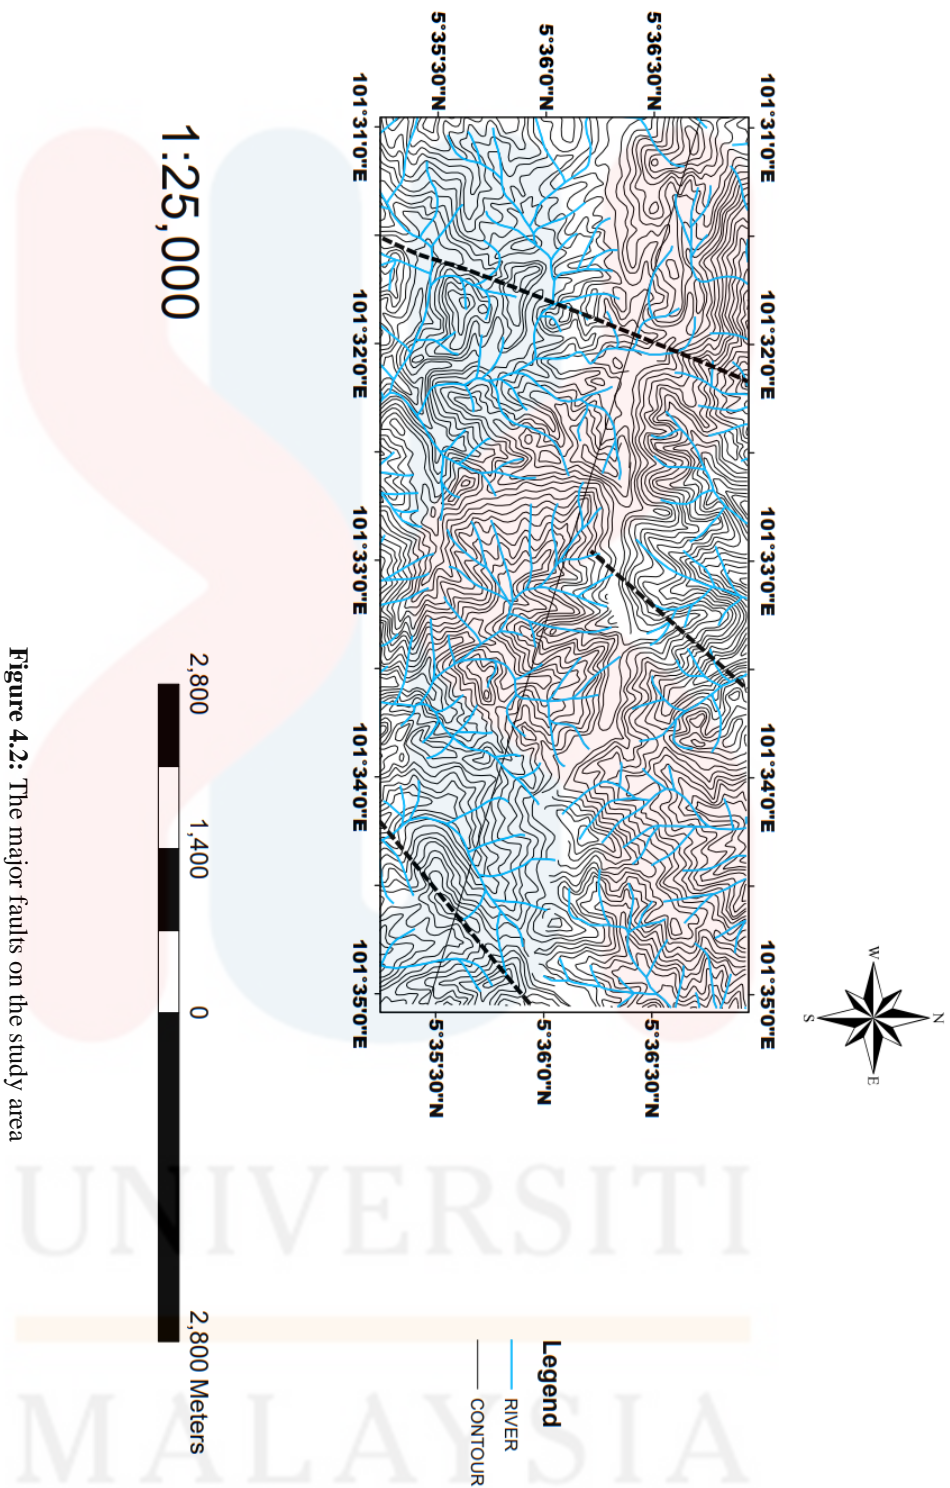 101°31'0"E 101°32'0"E 101°33'0"E 101°34'0"E 101°35'0"E
5°36'30"N 5°36'30"N
5°36'0"N 5°36'0"N
5°35'30"N 5°35'30"N
101°31'0"E 101°32'0"E 101°33'0"E 101°34'0"E 101°35'0"E
N
W
E
S
Legend
RIVER
CONTOUR
1:25,000
2,800 1,400 0 2,800 Meters
Figure 4.2: The major faults on the study area
UNIVERSITI
MALAYSIA